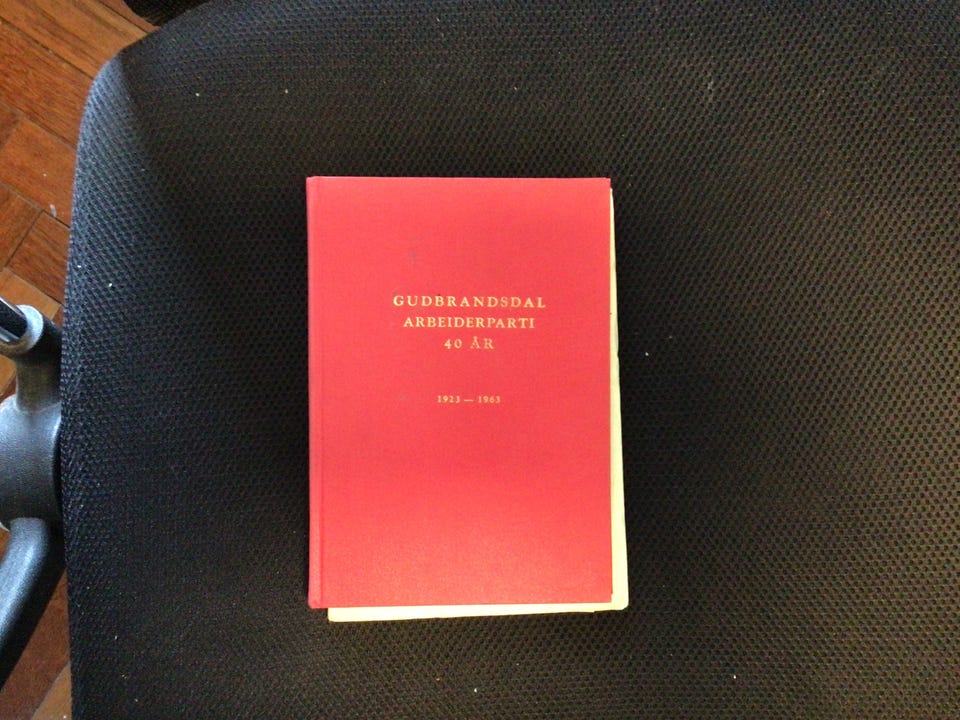 GUDBRANDSDAL
ARBEIDERPARTI
40 ÅR
1923 — 1963